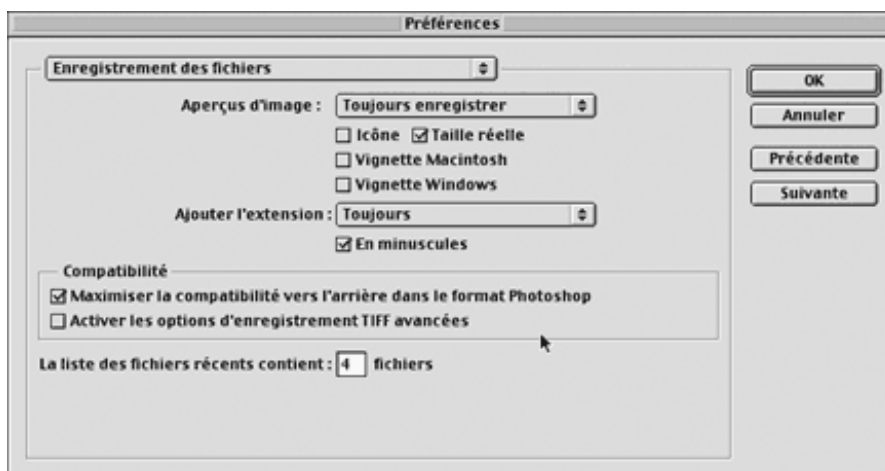 Préférences
Enregistrement des fichiers
OK
Aperçus d'image : Toujours enregistrer
Annuler
Icône Taille réelle
Vignette Macintosh
Précédente
Vignette Windows
Suivante
Ajouter l'extension : Toujours
En minuscules
Compatibilité
Maximiser la compatibilité vers l'arrière dans le format Photoshop
Activer les options d'enregistrement TIFF avancées
La liste des fichiers récents contient : 4 fichiers